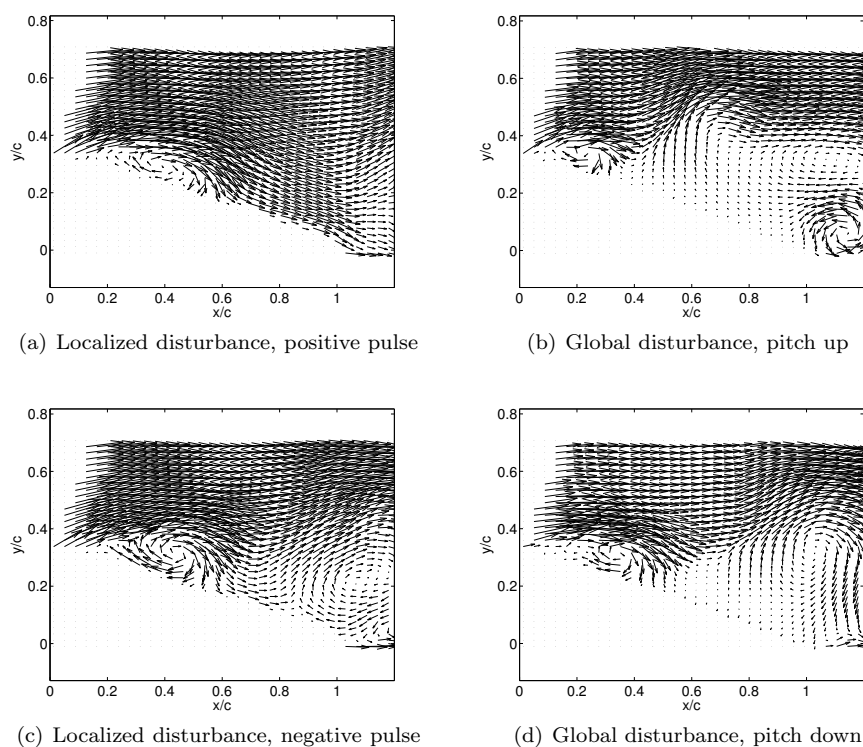 0.8
0.6
0.4
0.2
0
y/c
0 0.2 0.4 0.6 0.8 1
x/c
(a) Localized disturbance, positive pulse
0.8
0.6
0.4
0.2
0
y/c
0 0.2 0.4 0.6 0.8 1
x/c
(b) Global disturbance, pitch up
0.8
0.6
0.4
0.2
0
y/c
0 0.2 0.4 0.6 0.8 1
x/c
(c) Localized disturbance, negative pulse
0.8
0.6
0.4
0.2
0
y/c
0 0.2 0.4 0.6 0.8 1
x/c
(d) Global disturbance, pitch down